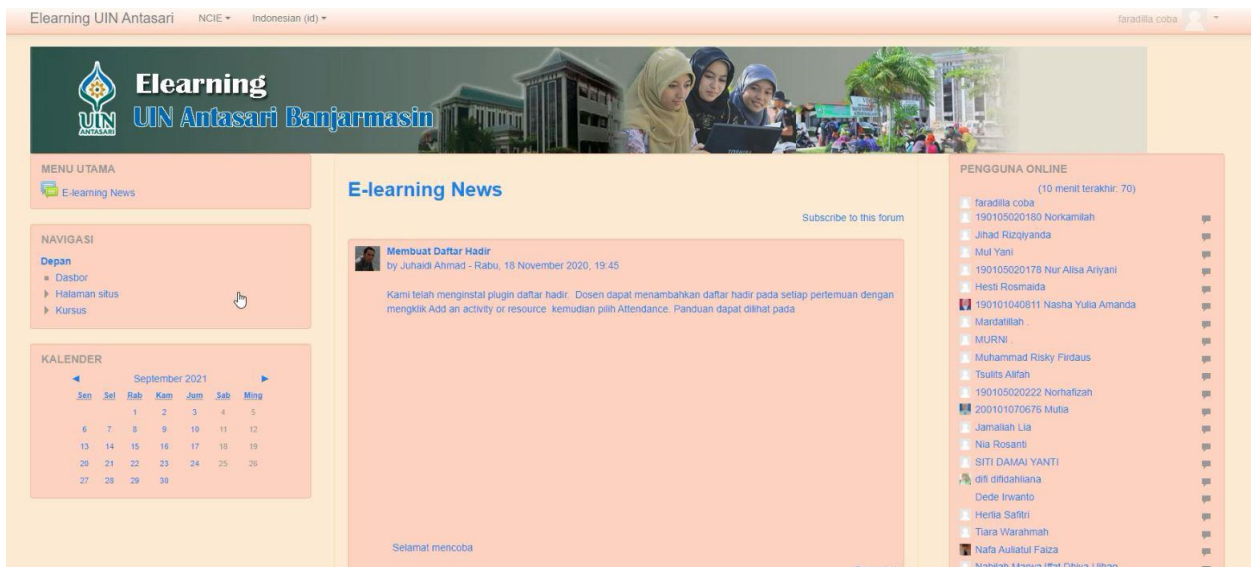 Elearning UIN Antasari NCIE Indonesian (id) faradilla coba
UIN
ANTASARI
Elearning
UIN Antasari Banjarmasin
MENU UTAMA
E-learning News
NAVIGASI
Depan
Dasbor
Halaman situs
Kursus
KALENDER
September 2021
Sen Sel Rab Kam Jum Sab Ming
1 2 3 4 5
6 7 8 9 10 11 12
13 14 15 16 17 18 19
20 21 22 23 24 25 26
27 28 29 30
E-learning News
Subscribe to this forum
Membuat Daftar Hadir
by Juhaidi Ahmad - Rabu, 18 November 2020, 19:45
Kami telah menginstal plugin daftar hadir. Dosen dapat menambahkan daftar hadir pada setiap pertemuan dengan
mengklik Add an activity or resource kemudian pilih Attendance. Panduan dapat dilihat pada
Selamat mencoba
PENGGUNA ONLINE
(10 menit terakhir: 70)
faradilla coba
190105020180 Norkamilah
Jihad Rizqiyanda
Mul Yani
190105020178 Nur Alisa Ariyani
Hesti Rosmaida
190101040811 Nasha Yulia Amanda
Mardatillah .
MURNI .
Muhammad Risky Firdaus
Tsulits Alifah
190105020222 Norhafizah
200101070676 Mutia
Jamaliah Lia
Nia Rosanti
SITI DAMAI YANTI
difi difidahliana
Dede Irwanto
Herlia Safitri
Tiara Warahmah
Nafa Auliatul Faiza